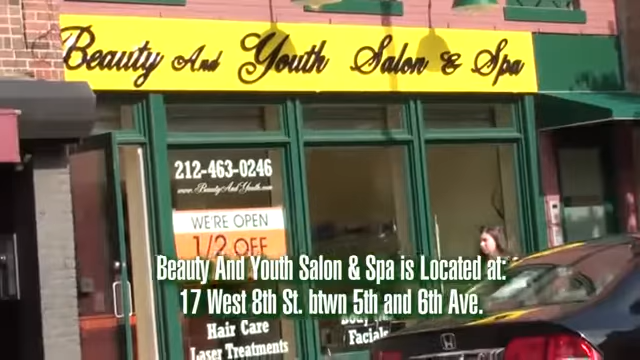 Beauty And Youth Salon & Spa
212-463-0246
www.BeautyAndYouth.com
WE'RE OPEN
1/2 OFF
Beauty And Youth Salon & Spa is Located at:
17 West 8th St. btwn 5th and 6th Ave.
Hair Care
Laser Treatments
Body
Facials